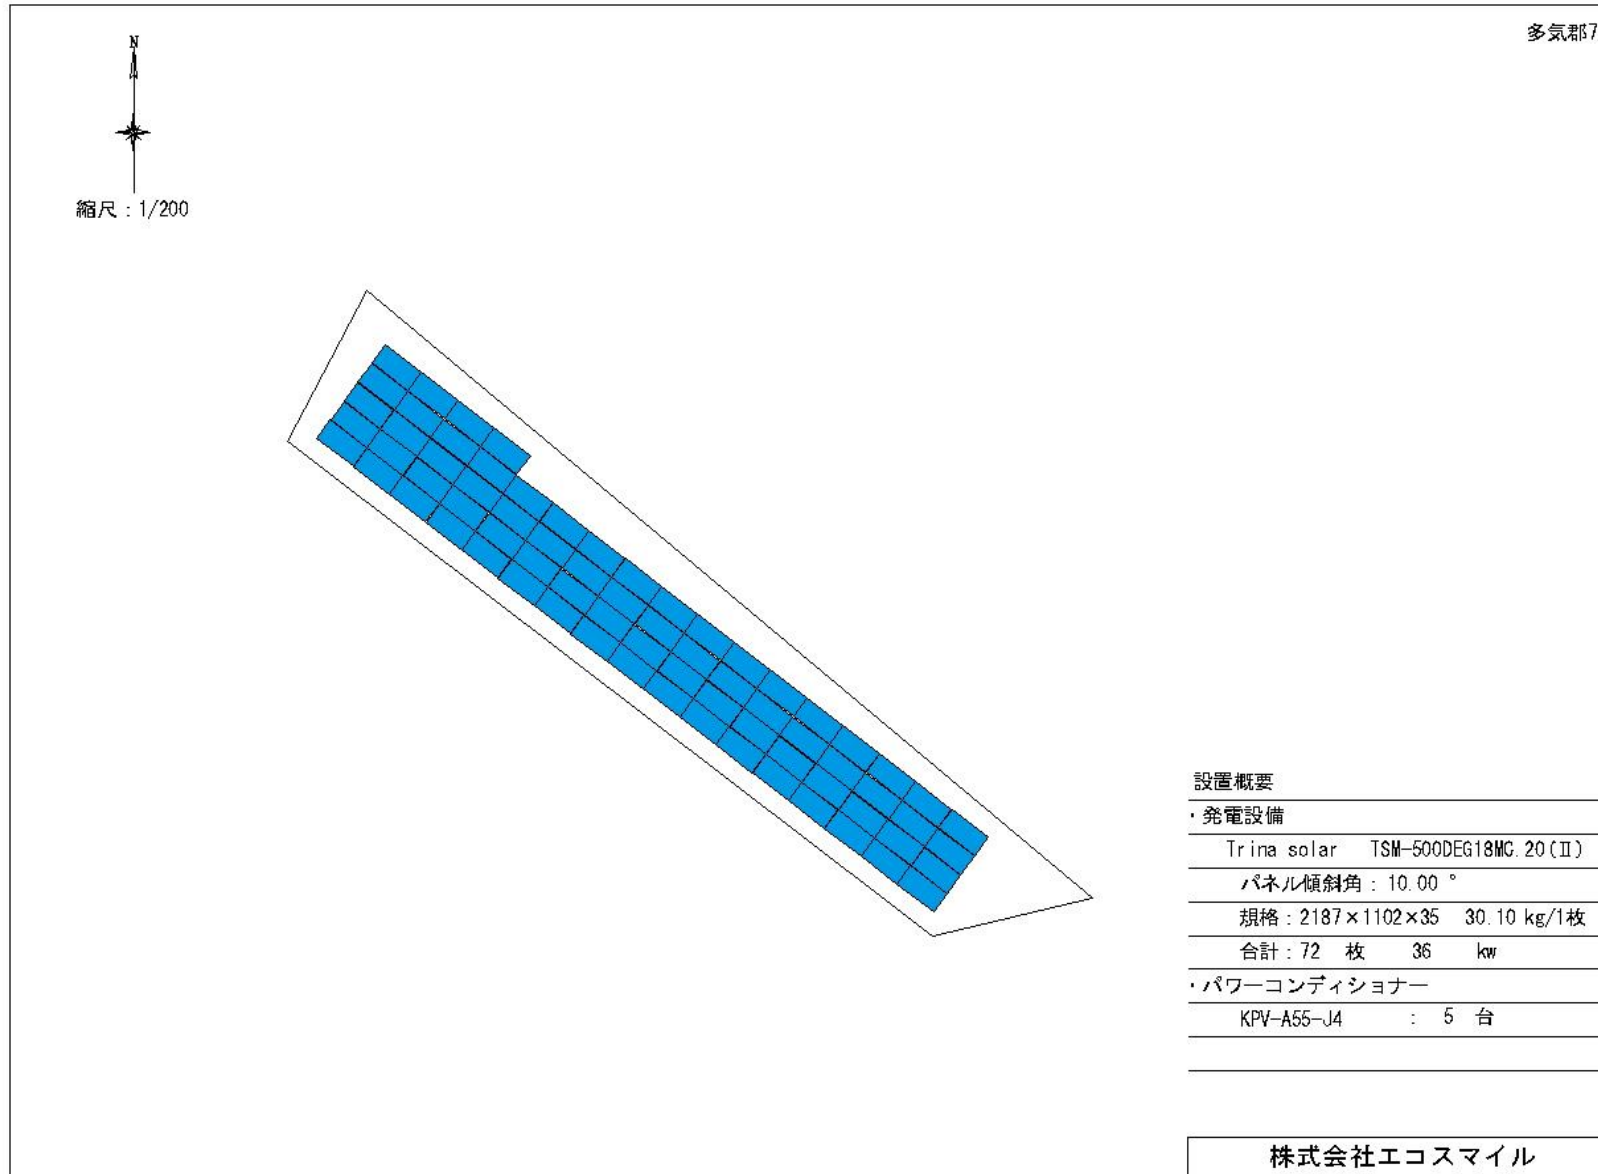 多気郡7
N
縮尺：1/200
設置概要
・発電設備
Trina solar TSM-500DEG18MC.20(Ⅱ)
パネル傾斜角：10.00 °
規格：2187×1102×35 30.10 kg/1枚
合計：72 枚 36 kw
・パワーコンディショナー
KPV-A55-J4 ： 5 台
株式会社エコスマイル